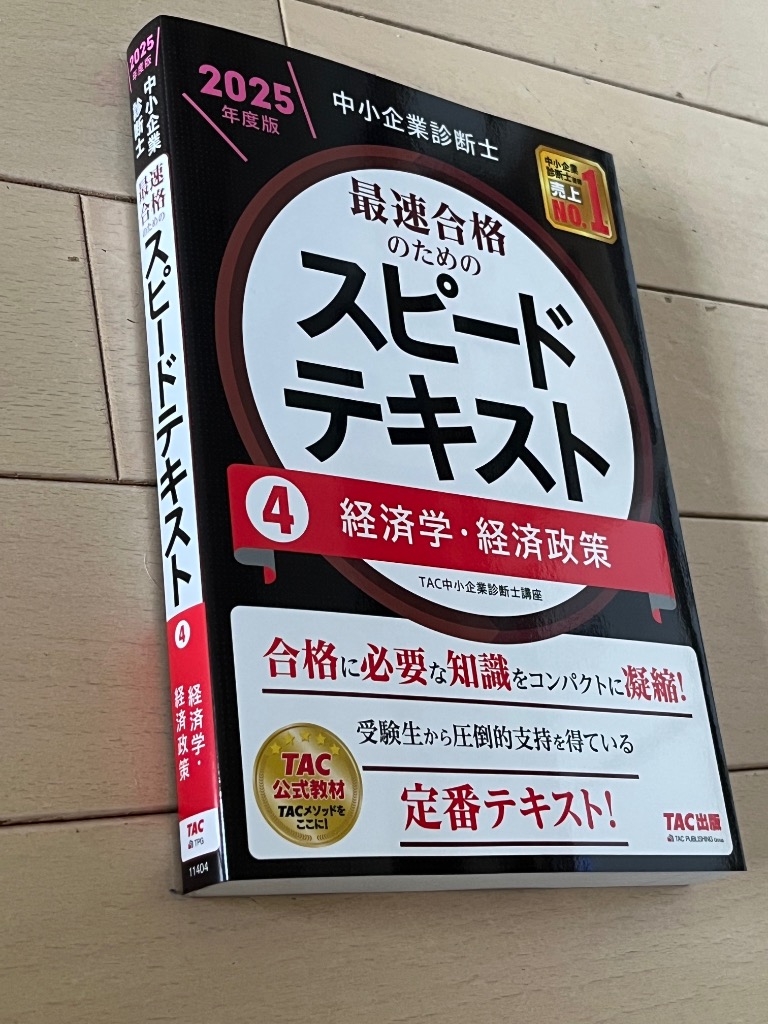 2025
年度版
中小企業診断士
中小企業
診断士
売上
NO.1
最速合格
のための
スピード
テキスト
4 経済学・経済政策
TAC中小企業診断士講座
合格に必要な知識をコンパクトに凝縮!
受験生から圧倒的支持を得ている
定番テキスト!
TAC
公式教材
TACメソッドを
ここに!
TAC出版
TAC PUBLISHING Group
2025
年度版
中小企業
診断士
最速
合格
のための
スピードテキスト
4
経済学・
経済政策
TAC
TPG
11404